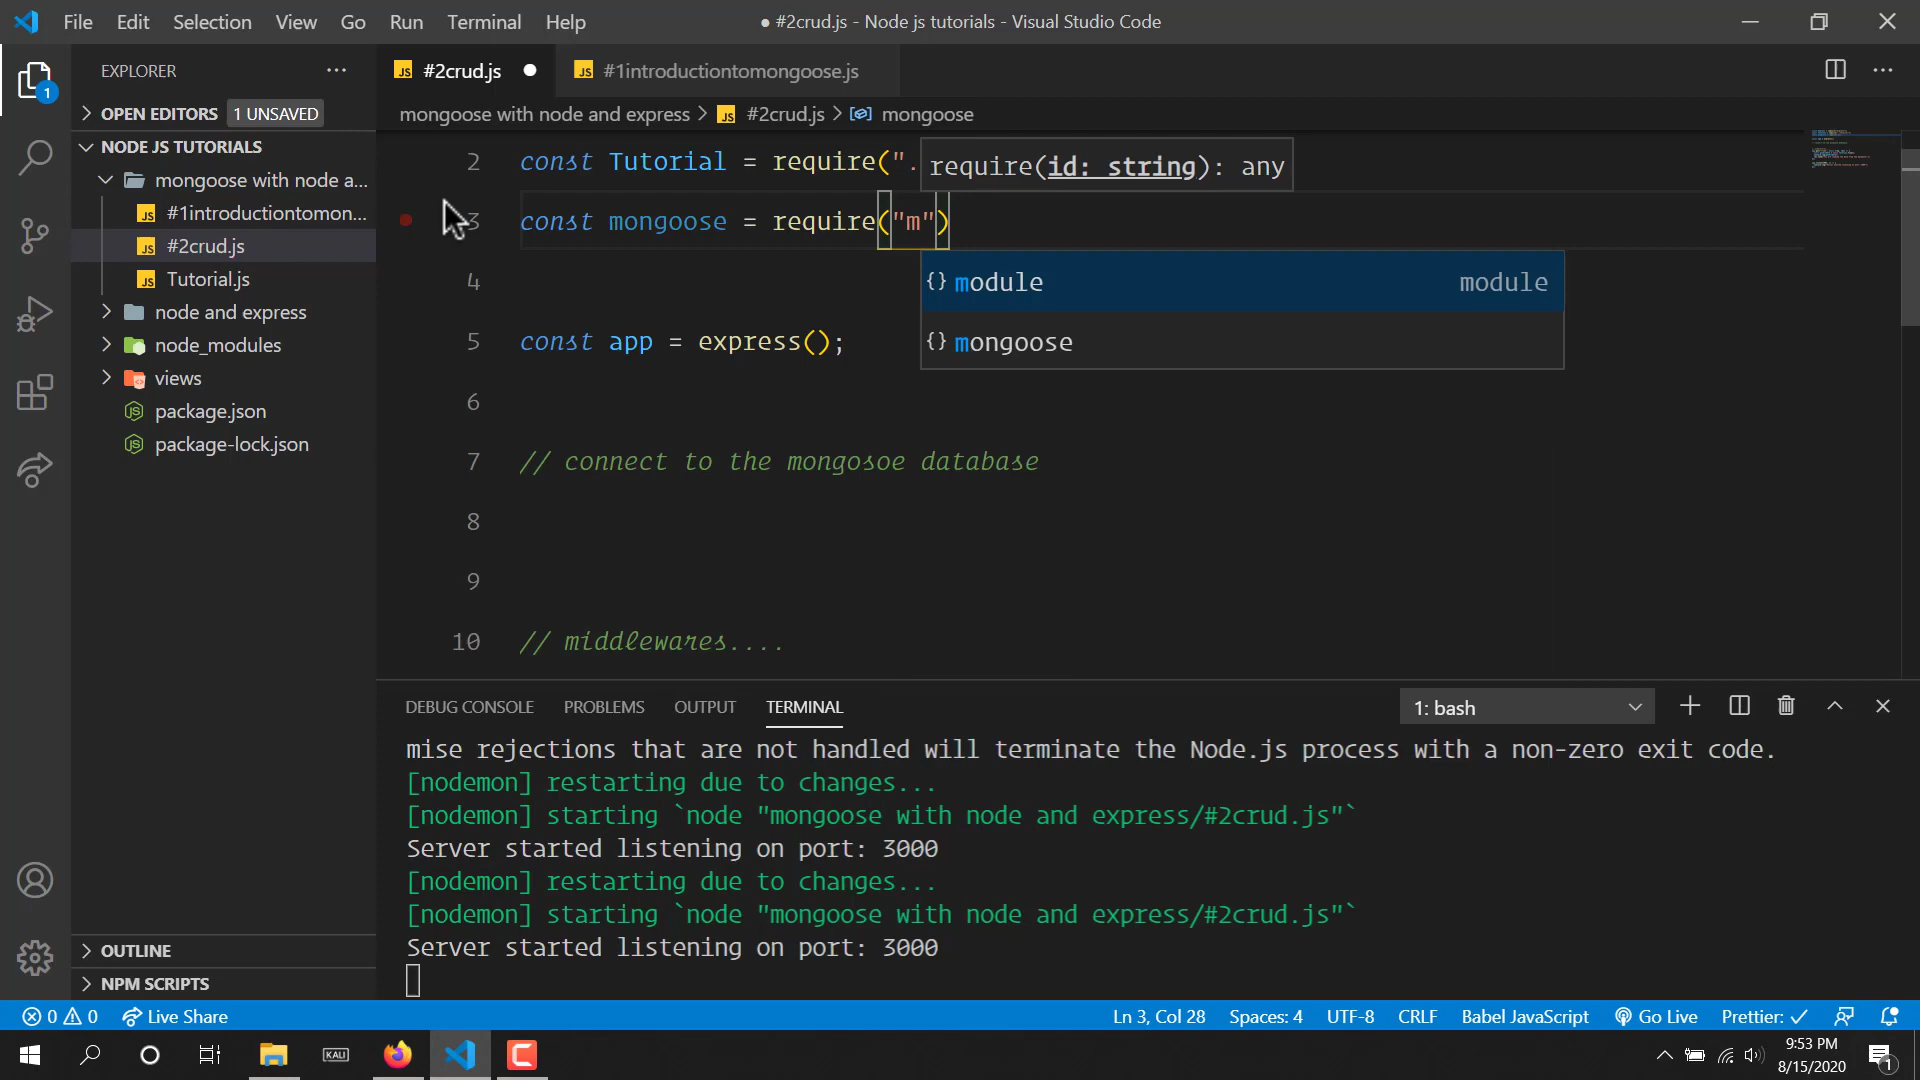 File Edit Selection View Go Run Terminal Help
● #2crud.js - Node js tutorials - Visual Studio Code
EXPLORER
1
OPEN EDITORS 1 UNSAVED
NODE JS TUTORIALS
mongoose with node a...
#1introductiontomon...
#2crud.js
Tutorial.js
node and express
node_modules
views
package.json
package-lock.json
OUTLINE
NPM SCRIPTS
#2crud.js
#1introductiontomongoose.js
mongoose with node and express > #2crud.js > mongoose
2 const Tutorial = require(".
require(id: string): any
3 const mongoose = require("m")
module module
mongoose
4
5 const app = express();
6
7 // connect to the mongosoe database
8
9
10 // middlewares....
DEBUG CONSOLE PROBLEMS OUTPUT TERMINAL
1: bash
mise rejections that are not handled will terminate the Node.js process with a non-zero exit code.
[nodemon] restarting due to changes...
[nodemon] starting `node "mongoose with node and express/#2crud.js"`
Server started listening on port: 3000
[nodemon] restarting due to changes...
[nodemon] starting `node "mongoose with node and express/#2crud.js"`
Server started listening on port: 3000
0 0 Live Share
Ln 3, Col 28 Spaces: 4 UTF-8 CRLF Babel JavaScript Go Live Prettier: ✓
KALI
9:53 PM
8/15/2020
1